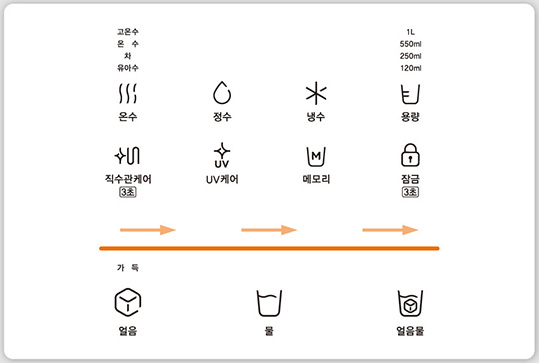 고온수 1L
온 수 550ml
차 250ml
유아수 120ml
온수 정수 냉수 용량
UV M
직수관케어 UV케어 메모리 잠금
3초 3초
가 득
얼음 물 얼음물